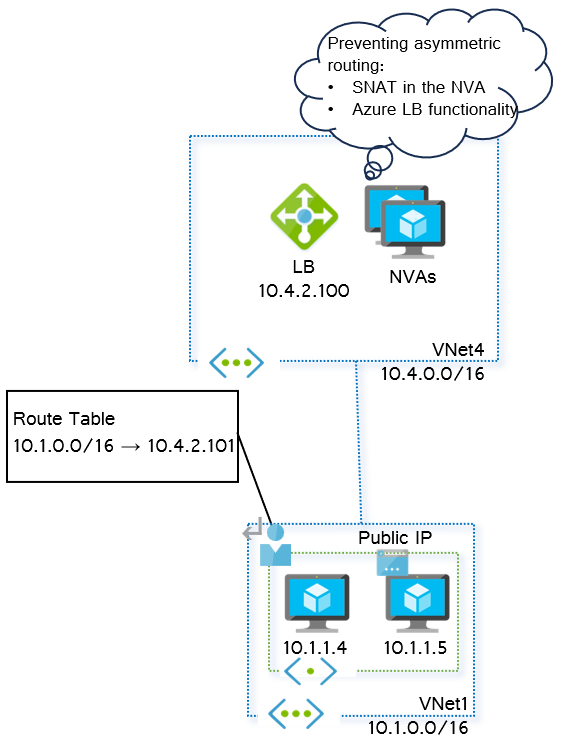 Preventing asymmetric
routing:
• SNAT in the NVA
• Azure LB functionality
LB
10.4.2.100
NVAs
VNet4
10.4.0.0/16
Route Table
10.1.0.0/16 → 10.4.2.101
Public IP
10.1.1.4
10.1.1.5
VNet1
10.1.0.0/16